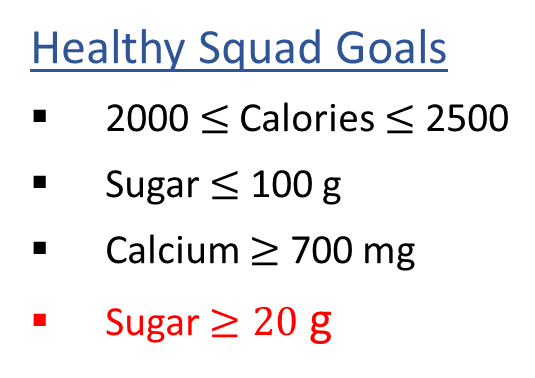 Healthy Squad Goals
▪ 2000 ≤ Calories ≤ 2500
▪ Sugar ≤ 100 g
▪ Calcium ≥ 700 mg
▪ Sugar ≥ 20 g